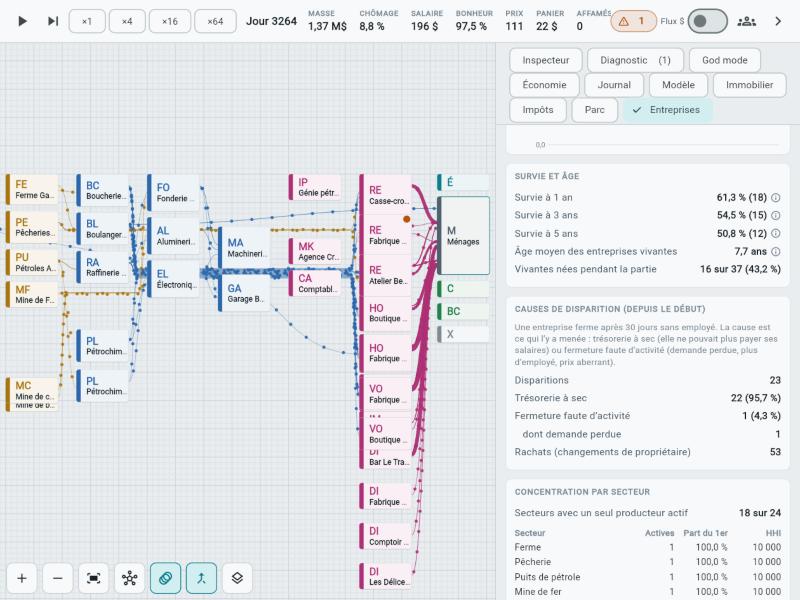 ×1
×4
×16
×64
Jour 3264
MASSE
1,37 M$
CHÔMAGE
8,8 %
SALAIRE
196 $
BONHEUR
97,5 %
PRIX
111
PANIER
22 $
AFFAMÉS
0
1
Flux $
Inspecteur
Diagnostic (1)
God mode
Économie
Journal
Modèle
Immobilier
Impôts
Parc
Entreprises
0,0
SURVIE ET ÂGE
Survie à 1 an 61,3 % (18)
Survie à 3 ans 54,5 % (15)
Survie à 5 ans 50,8 % (12)
Âge moyen des entreprises vivantes 7,7 ans
Vivantes nées pendant la partie 16 sur 37 (43,2 %)
CAUSES DE DISPARITION (DEPUIS LE DÉBUT)
Une entreprise ferme après 30 jours sans employé. La cause est
ce qui l'y a menée : trésorerie à sec (elle ne pouvait plus payer ses
salaires) ou fermeture faute d'activité (demande perdue, plus
d'employé, prix aberrant).
Disparitions 23
Trésorerie à sec 22 (95,7 %)
Fermeture faute d'activité 1 (4,3 %)
dont demande perdue 1
Rachats (changements de propriétaire) 53
CONCENTRATION PAR SECTEUR
Secteurs avec un seul producteur actif 18 sur 24
Secteur Actives Part du 1er HHI
Ferme 1 100,0 % 10 000
Pêcherie 1 100,0 % 10 000
Puits de pétrole 1 100,0 % 10 000
Mine de fer 1 100,0 % 10 000
FE
Ferme Ga...
PE
Pêcheries...
PU
Pétroles A...
MF
Mine de F...
MC
Mine de c...
Mine de b...
BC
Boucherie...
BL
Boulanger...
RA
Raffinerie ...
PL
Pétrochim...
PL
Pétrochim...
FO
Fonderie ...
AL
Alumineri...
EL
Électroniq...
MA
Machineri...
GA
Garage B...
IP
Génie pétr...
MK
Agence Cr...
CA
Comptabl...
RE
Casse-cro...
RE
Fabrique ...
RE
Atelier Be...
HO
Boutique ...
HO
Fabrique ...
VO
Fabrique ...
VO
Boutique ...
DI
Bar Le Tra...
DI
Fabrique ...
DI
Comptoir ...
DI
Les Délice...
É
M
Ménages
C
BC
X